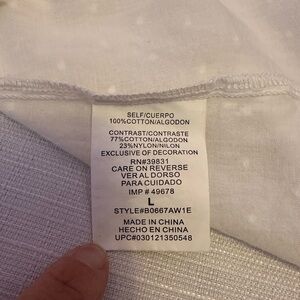 SELF/CUERPO
100%COTTON/ALGODON
CONTRAST/CONTRASTE
77%COTTON/ALGODON
23%NYLON/NILON
EXCLUSIVE OF DECORATION
RN#39831
CARE ON REVERSE
VER AL DORSO
PARA CUIDADO
IMP # 49678
L
STYLE#B0667AW1E
MADE IN CHINA
HECHO EN CHINA
UPC#030121350548